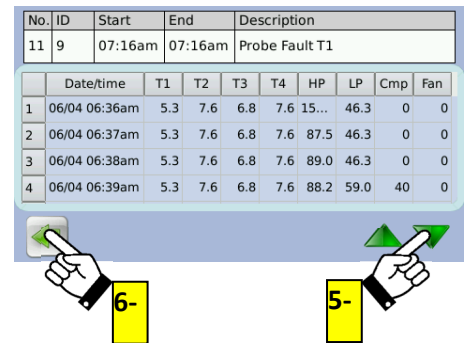 No. ID Start End Description
11 9 07:16am 07:16am Probe Fault T1
Date/time T1 T2 T3 T4 HP LP Cmp Fan
1 06/04 06:36am 5.3 7.6 6.8 7.6 15... 46.3 0 0
2 06/04 06:37am 5.3 7.6 6.8 7.6 87.5 46.3 0 0
3 06/04 06:38am 5.3 7.6 6.8 7.6 89.0 46.3 0 0
4 06/04 06:39am 5.3 7.6 6.8 7.6 88.2 59.0 40 0
6- 5-